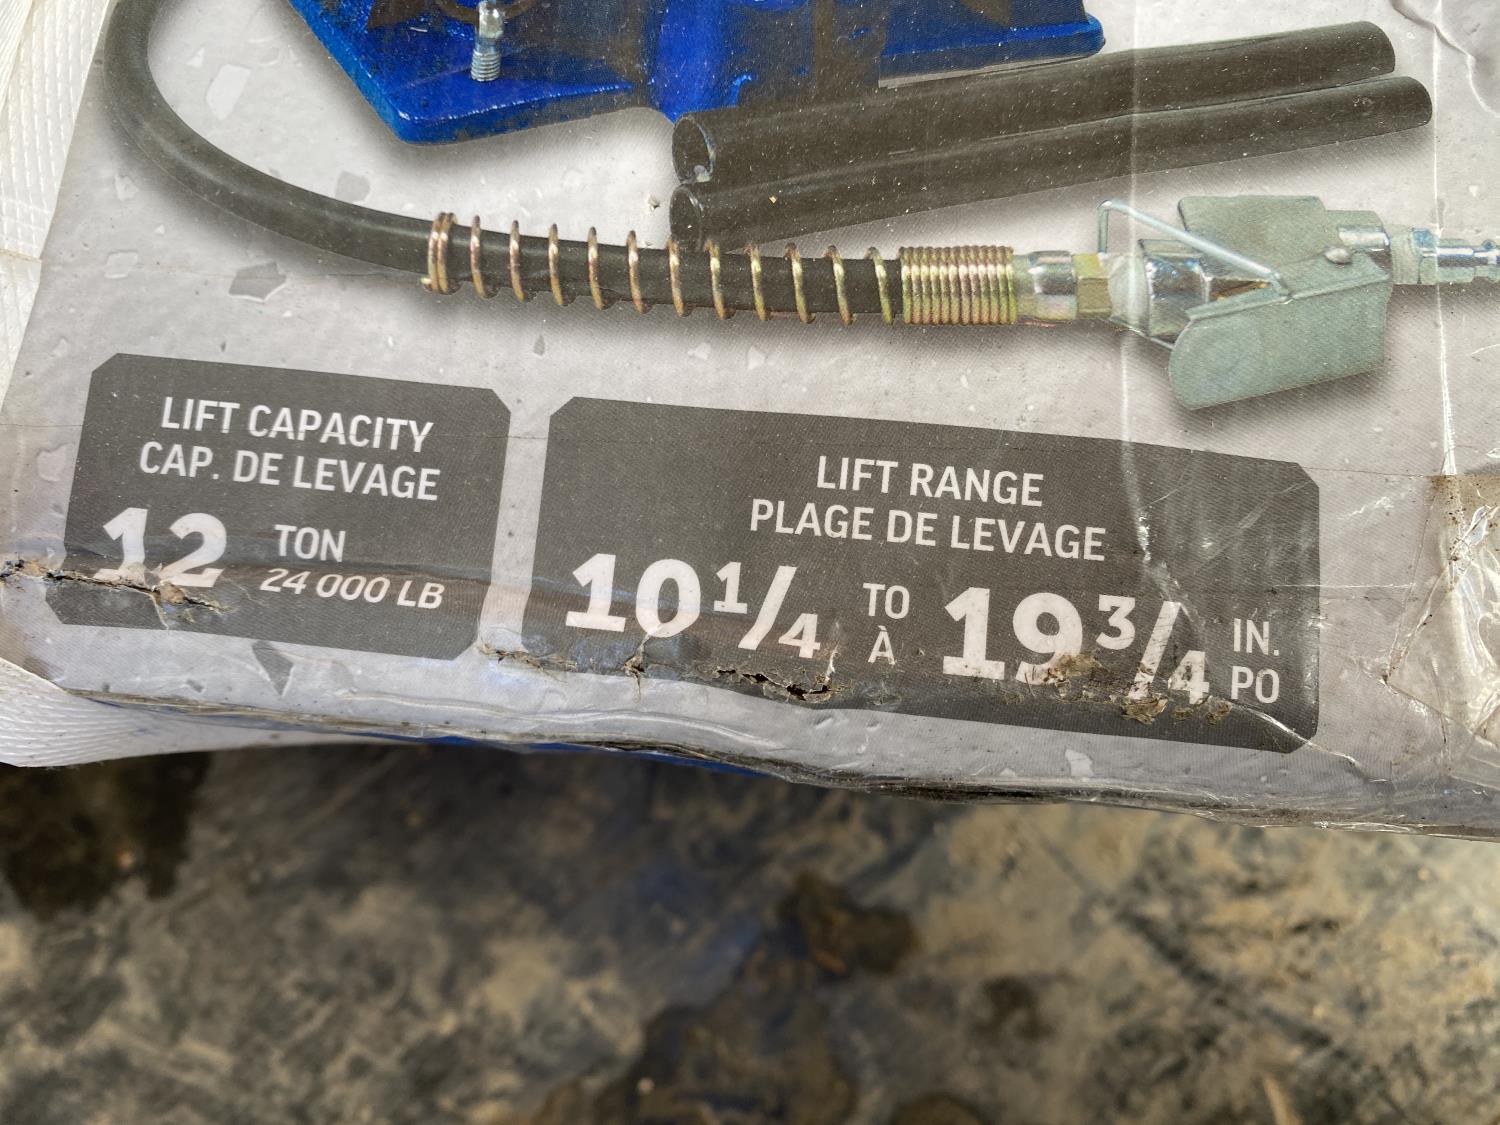 LIFT CAPACITY
CAP. DE LEVAGE
12 TON
24 000 LB
LIFT RANGE
PLAGE DE LEVAGE
10 1/4 TO
À 19 3/4 IN.
PO